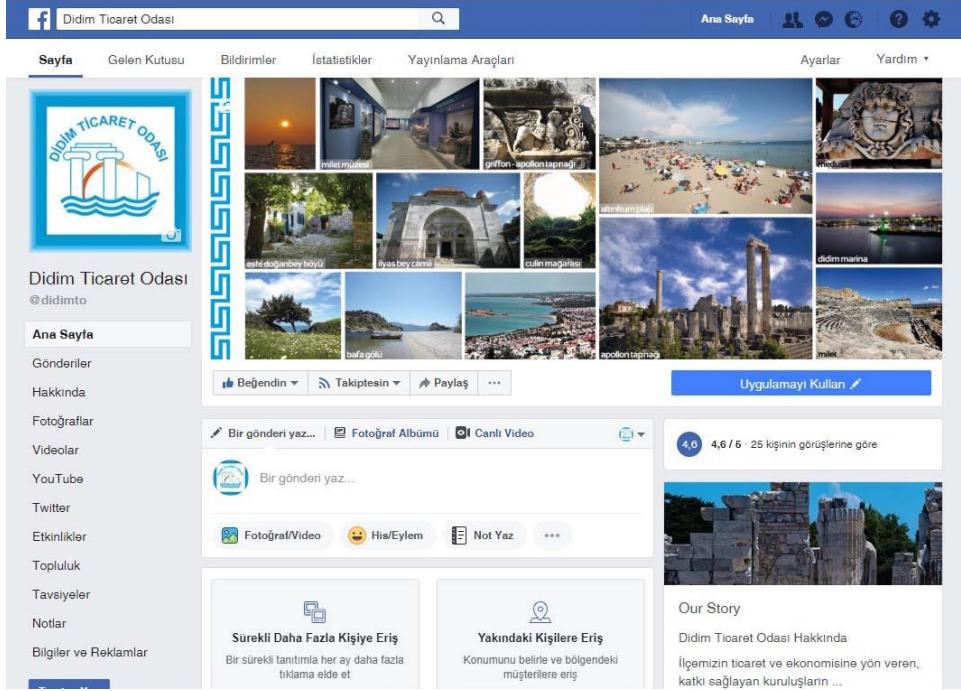 Didim Ticaret Odası
Ana Sayfa
Sayfa
Gelen Kutusu
Bildirimler
İstatistikler
Yayınlama Araçları
Ayarlar
Yardım
DİDİM TİCARET ODASI
Didim Ticaret Odası
@didimto
Ana Sayfa
Gönderiler
Hakkında
Fotoğraflar
Videolar
YouTube
Twitter
Etkinlikler
Topluluk
Tavsiyeler
Notlar
Bilgiler ve Reklamlar
milet müzesi
griffon - apollon tapınağı
altınkum plajı
medusa
eski doğanbey höyü
ilyas bey camii
culin mağarası
didim marina
bafa gölü
apollon tapınağı
milet
Beğendin
Takiptesin
Paylaş
Uygulamayı Kullan
Bir gönderi yaz...
Fotoğraf Albümü
Canlı Video
Bir gönderi yaz...
Fotoğraf/Video
His/Eylem
Not Yaz
4,6
4,6 / 5 · 25 kişinin görüşlerine göre
Sürekli Daha Fazla Kişiye Eriş
Bir sürekli tanıtımla her ay daha fazla
tıklama elde et
Yakındaki Kişilere Eriş
Konumunu belirle ve bölgendeki
müşterilere eriş
Our Story
Didim Ticaret Odası Hakkında
İlçemizin ticaret ve ekonomisine yön veren,
katkı sağlayan kuruluşların ...